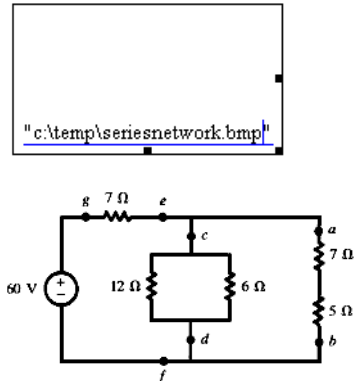 "c:\temp\seriesnetwork.bmp"
g 7 Ω e
c
a
7 Ω
60 V
+
−
12 Ω 6 Ω
5 Ω
d
b
f